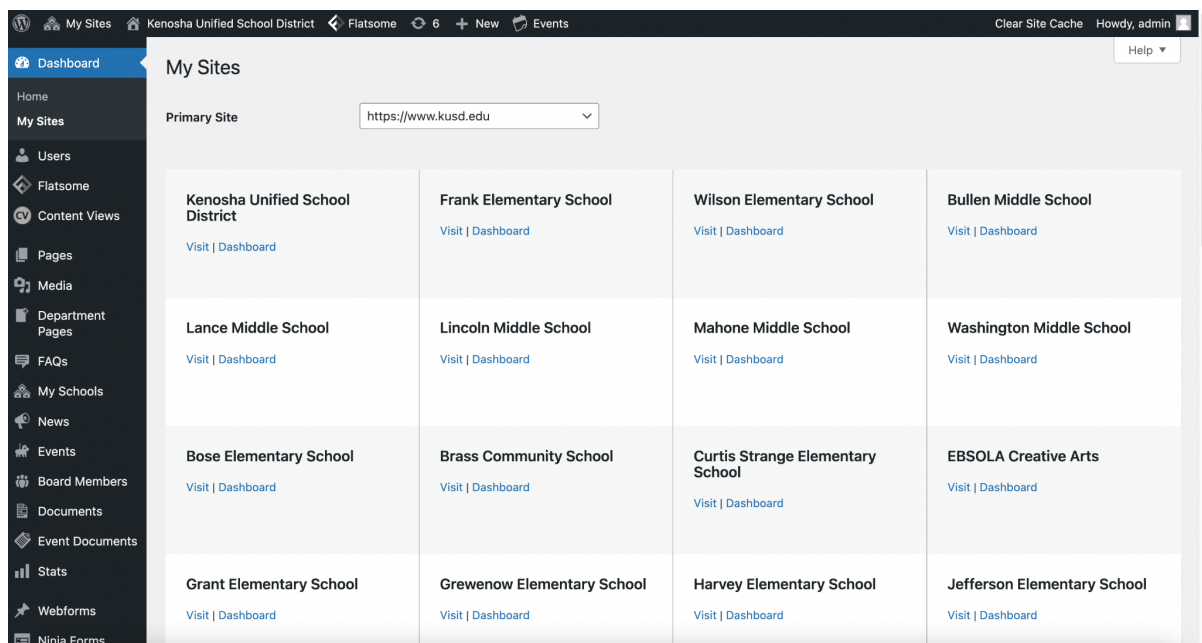 My Sites Kenosha Unified School District Flatsome 6 New Events Clear Site Cache Howdy, admin
Help
Dashboard
Home
My Sites
Users
Flatsome
CV Content Views
Pages
Media
Department
Pages
FAQs
My Schools
News
Events
Board Members
Documents
Event Documents
Stats
Webforms
Ninja Forms
My Sites
Primary Site https://www.kusd.edu
Kenosha Unified School
District
Visit | Dashboard
Frank Elementary School
Visit | Dashboard
Wilson Elementary School
Visit | Dashboard
Bullen Middle School
Visit | Dashboard
Lance Middle School
Visit | Dashboard
Lincoln Middle School
Visit | Dashboard
Mahone Middle School
Visit | Dashboard
Washington Middle School
Visit | Dashboard
Bose Elementary School
Visit | Dashboard
Brass Community School
Visit | Dashboard
Curtis Strange Elementary
School
Visit | Dashboard
EBSOLA Creative Arts
Visit | Dashboard
Grant Elementary School
Visit | Dashboard
Grewenow Elementary School
Visit | Dashboard
Harvey Elementary School
Visit | Dashboard
Jefferson Elementary School
Visit | Dashboard